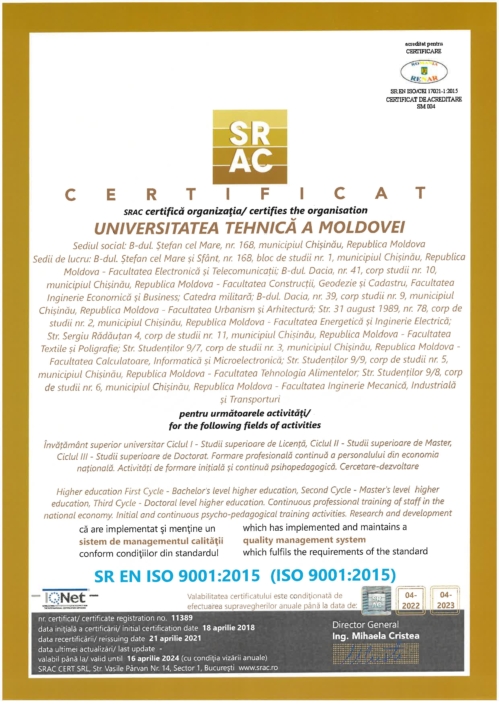 acreditat pentru
CERTIFICARE
ROMANIA
RENAR
SR EN ISO/CEI 17021-1:2015
CERTIFICAT DE ACREDITARE
SM 004
SR
AC
CERTIFICAT
SRAC certifică organizația/ certifies the organisation
UNIVERSITATEA TEHNICĂ A MOLDOVEI
Sediul social: B-dul. Ștefan cel Mare, nr. 168, municipiul Chișinău, Republica Moldova
Sedii de lucru: B-dul. Ștefan cel Mare și Sfânt, nr. 168, bloc de studii nr. 1, municipiul Chișinău, Republica
Moldova - Facultatea Electronică și Telecomunicații; B-dul. Dacia, nr. 41, corp studii nr. 10,
municipiul Chișinău, Republica Moldova - Facultatea Construcții, Geodezie și Cadastru, Facultatea
Inginerie Economică și Business; Catedra militară; B-dul. Dacia, nr. 39, corp studii nr. 9, municipiul
Chișinău, Republica Moldova - Facultatea Urbanism și Arhitectură; Str. 31 august 1989, nr. 78, corp de
studii nr. 2, municipiul Chișinău, Republica Moldova - Facultatea Energetică și Inginerie Electrică;
Str. Sergiu Rădăuțan 4, corp de studii nr. 11, municipiul Chișinău, Republica Moldova - Facultatea
Textile și Poligrafie; Str. Studenților 9/7, corp de studii nr. 3, municipiul Chișinău, Republica Moldova -
Facultatea Calculatoare, Informatică și Microelectronică; Str. Studenților 9/9, corp de studii nr. 5,
municipiul Chișinău, Republica Moldova - Facultatea Tehnologia Alimentelor; Str. Studenților 9/8, corp
de studii nr. 6, municipiul Chișinău, Republica Moldova - Facultatea Inginerie Mecanică, Industrială
și Transporturi
pentru următoarele activități/
for the following fields of activities
Învățământ superior universitar Ciclul I - Studii superioare de Licență, Ciclul II - Studii superioare de Master,
Ciclul III - Studii superioare de Doctorat. Formare profesională continuă a personalului din economia
națională. Activități de formare inițială și continuă psihopedagogică. Cercetare-dezvoltare
Higher education First Cycle - Bachelor's level higher education, Second Cycle - Master's level higher
education, Third Cycle - Doctoral level higher education. Continuous professional training of staff in the
national economy. Initial and continuous psycho-pedagogical training activities. Research and development
că are implementat și menține un
sistem de managementul calității
conform condițiilor din standardul
which has implemented and maintains a
quality management system
which fulfils the requirements of the standard
SR EN ISO 9001:2015 (ISO 9001:2015)
IQNet
Valabilitatea certificatului este condiționată de
efectuarea supravegherilor anuale până la data de:
04-
2022
04-
2023
nr. certificat/ certificate registration no. 11389
data inițială a certificării/ initial certification date 18 aprilie 2018
data recertificării/ reissuing date 21 aprilie 2021
data ultimei actualizări/ last update -
valabil până la/ valid until 16 aprilie 2024 (cu condiția vizării anuale)
SRAC CERT SRL, Str. Vasile Pârvan Nr. 14, Sector 1, București www.srac.ro
Director General
Ing. Mihaela Cristea